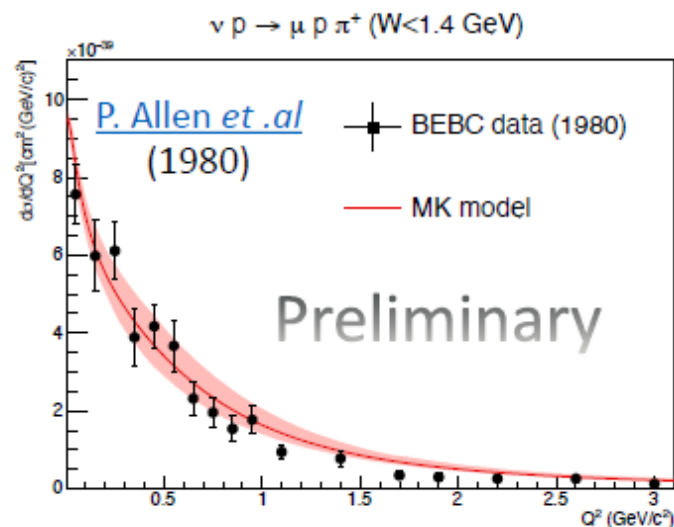 ν p → μ p π⁺ (W<1.4 GeV)
×10⁻³⁹
dσ/dQ²[cm²(GeV/c)²]
10
8
6
4
2
0
P. Allen et .al
(1980)
BEBC data (1980)
MK model
Preliminary
0.5
1
1.5
2
2.5
3
Q² (GeV/c²)